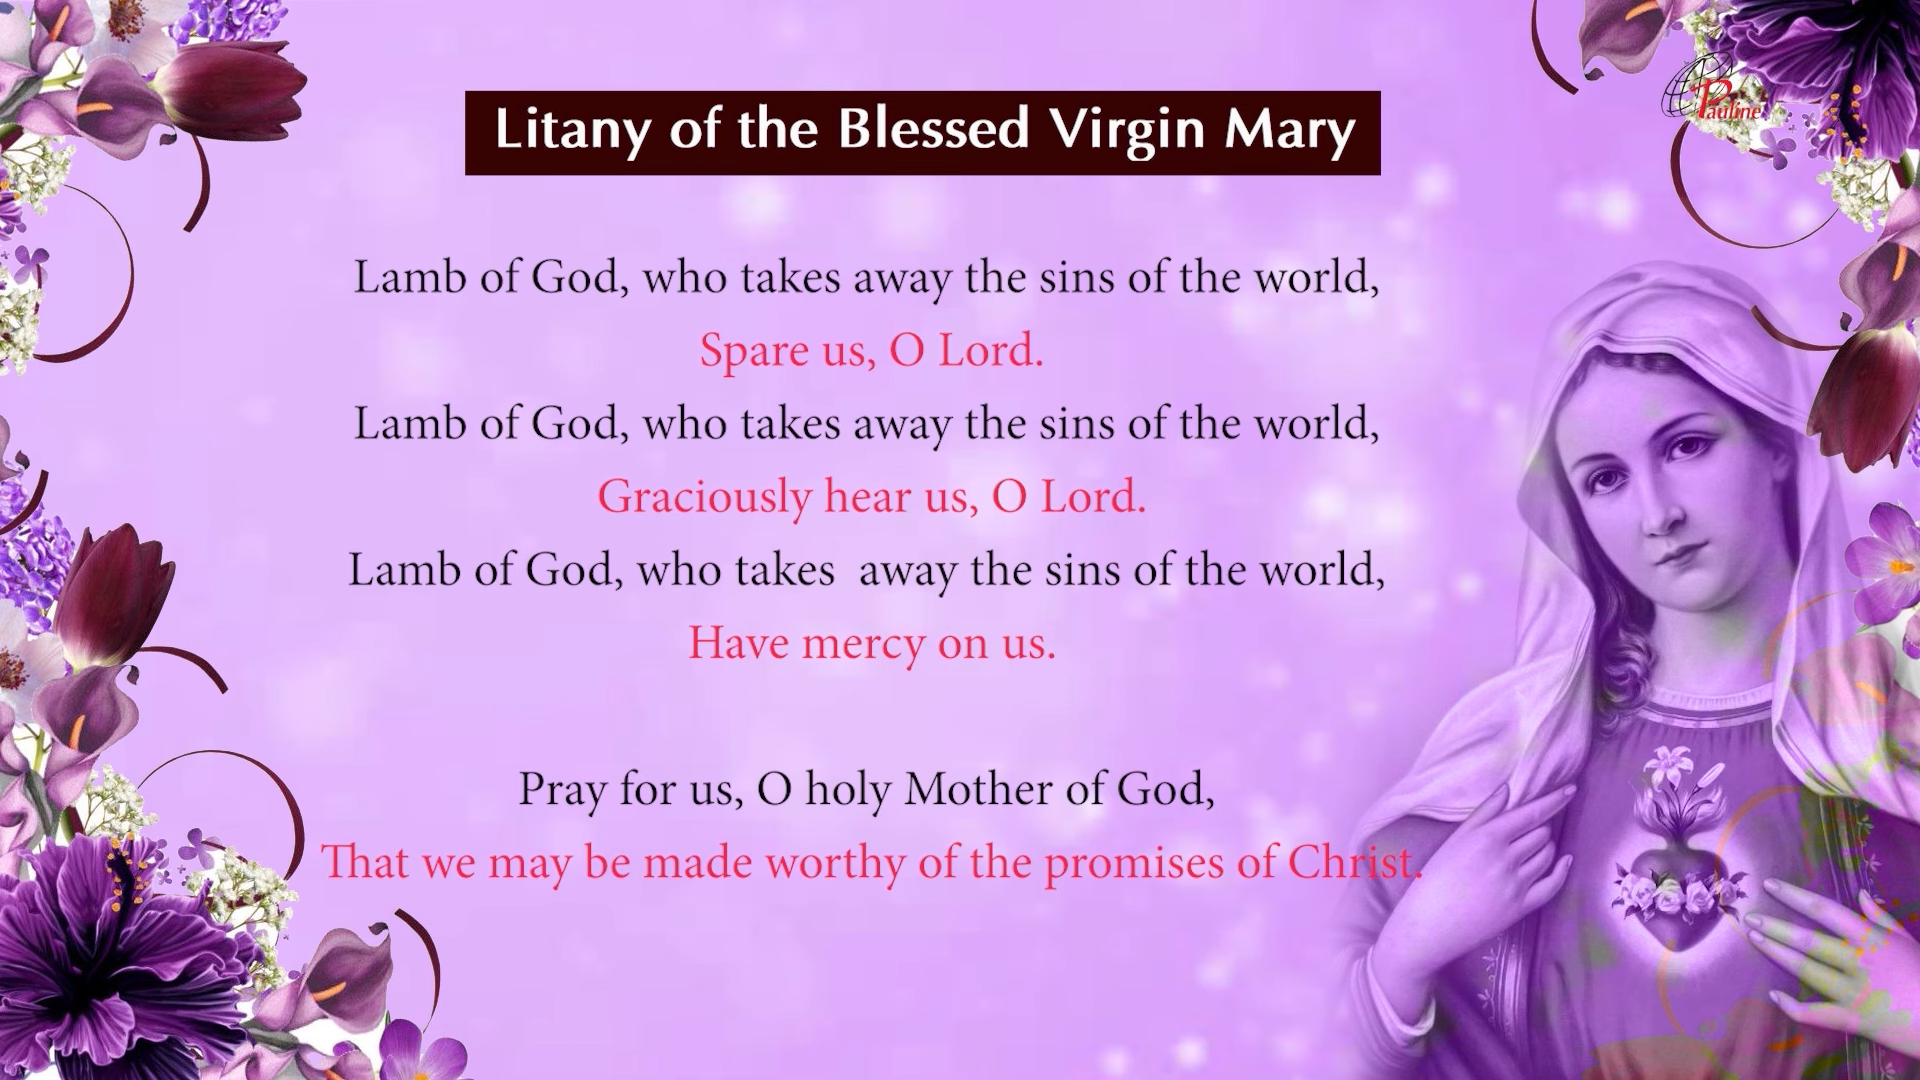 Pauline
Litany of the Blessed Virgin Mary
Lamb of God, who takes away the sins of the world,
Spare us, O Lord.
Lamb of God, who takes away the sins of the world,
Graciously hear us, O Lord.
Lamb of God, who takes  away the sins of the world,
Have mercy on us.
Pray for us, O holy Mother of God,
That we may be made worthy of the promises of Christ.